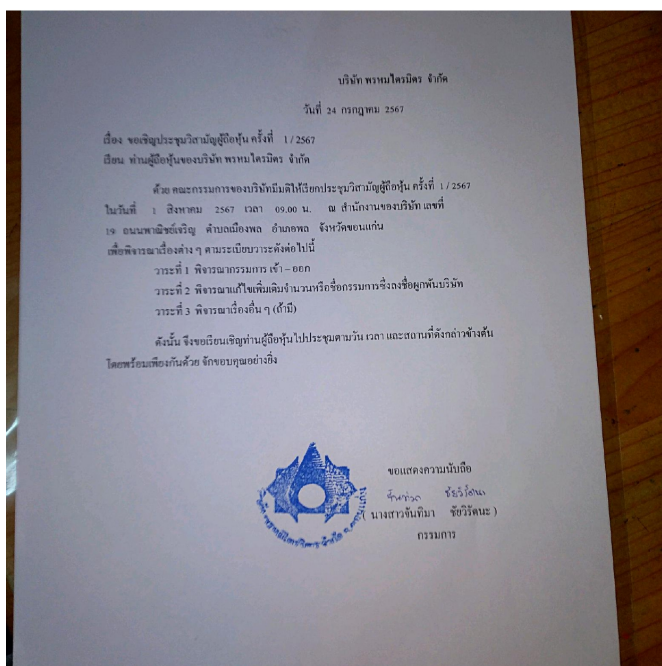 บริษัท พรหมไตรมิตร จำกัด
วันที่ 24 กรกฎาคม 2567
เรื่อง ขอเชิญประชุมวิสามัญผู้ถือหุ้น ครั้งที่ 1 / 2567
เรียน ท่านผู้ถือหุ้นของบริษัท พรหมไตรมิตร จำกัด
ด้วย คณะกรรมการของบริษัทมีมติให้เรียกประชุมวิสามัญผู้ถือหุ้น ครั้งที่ 1 / 2567
ในวันที่ 1 สิงหาคม 2567 เวลา 09.00 น. ณ สำนักงานของบริษัท เลขที่
19 ถนนพาณิชย์เจริญ ตำบลเมืองพล อำเภอพล จังหวัดขอนแก่น
เพื่อพิจารณาเรื่องต่าง ๆ ตามระเบียบวาระดังต่อไปนี้
วาระที่ 1 พิจารณากรรมการ เข้า – ออก
วาระที่ 2 พิจารณาแก้ไขเพิ่มเติมจำนวนหรือชื่อกรรมการซึ่งลงชื่อผูกพันบริษัท
วาระที่ 3 พิจารณาเรื่องอื่น ๆ (ถ้ามี)
ดังนั้น จึงขอเรียนเชิญท่านผู้ถือหุ้นไปประชุมตามวัน เวลา และสถานที่ดังกล่าวข้างต้น
โดยพร้อมเพียงกันด้วย จักขอบคุณอย่างยิ่ง
ขอแสดงความนับถือ
ชัยวิรัตนะ
( นางสาวจันทิมา ชัยวิรัตนะ )
กรรมการ
บริษัท พรหมไตรมิตร จำกัด